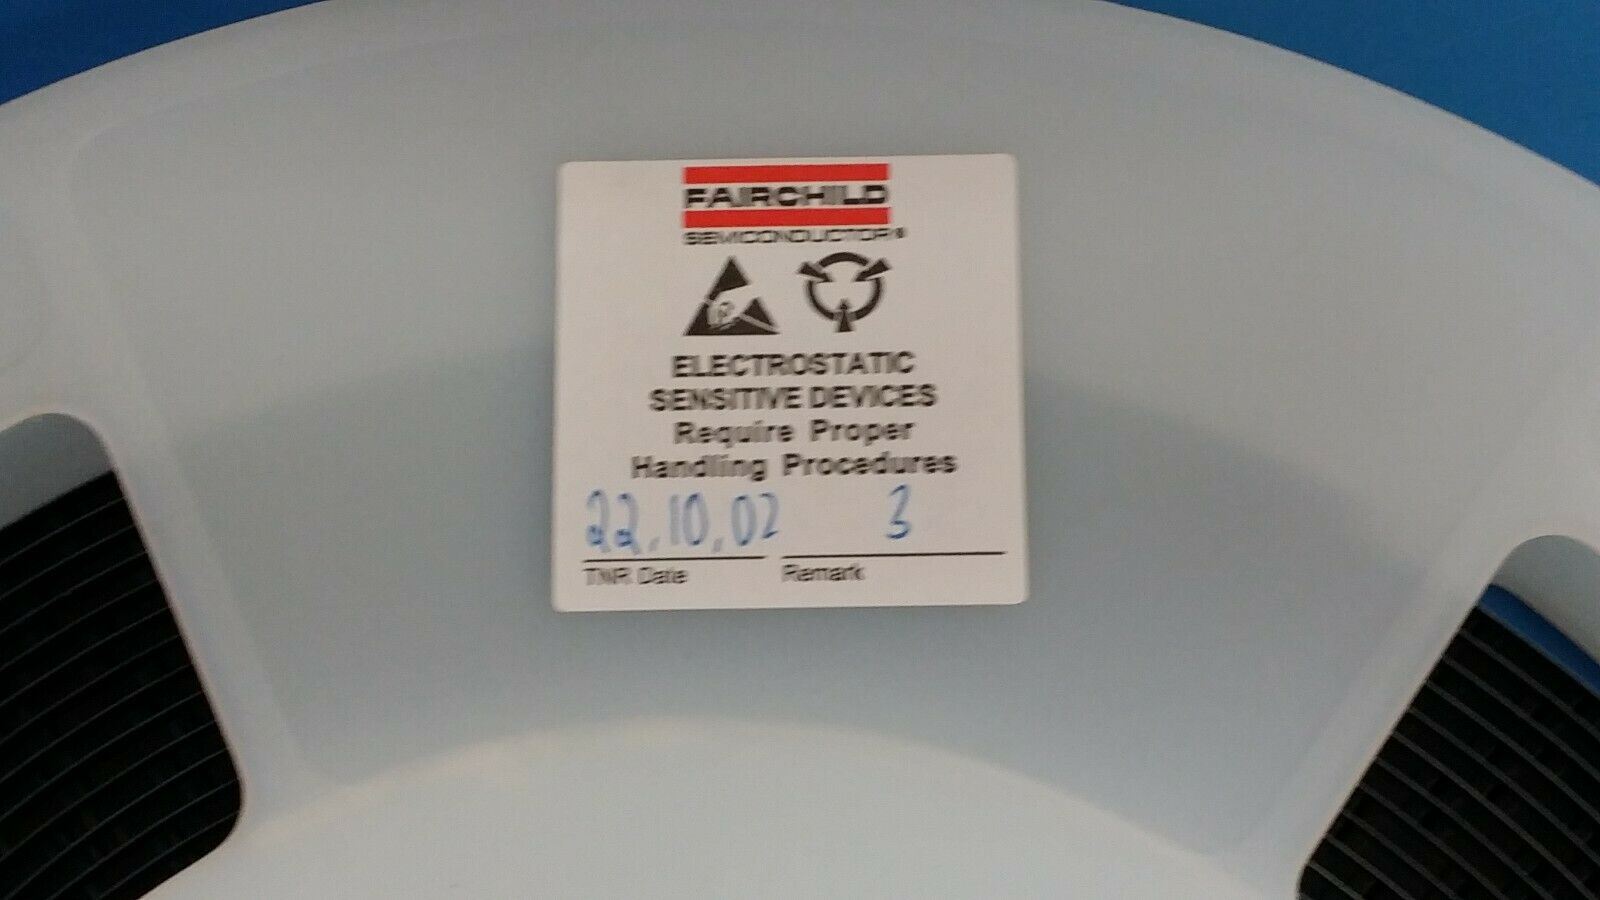 FAIRCHILD
SEMICONDUCTOR®
ELECTROSTATIC
SENSITIVE DEVICES
Require Proper
Handling Procedures
22.10.02 3
TNR Date Remark